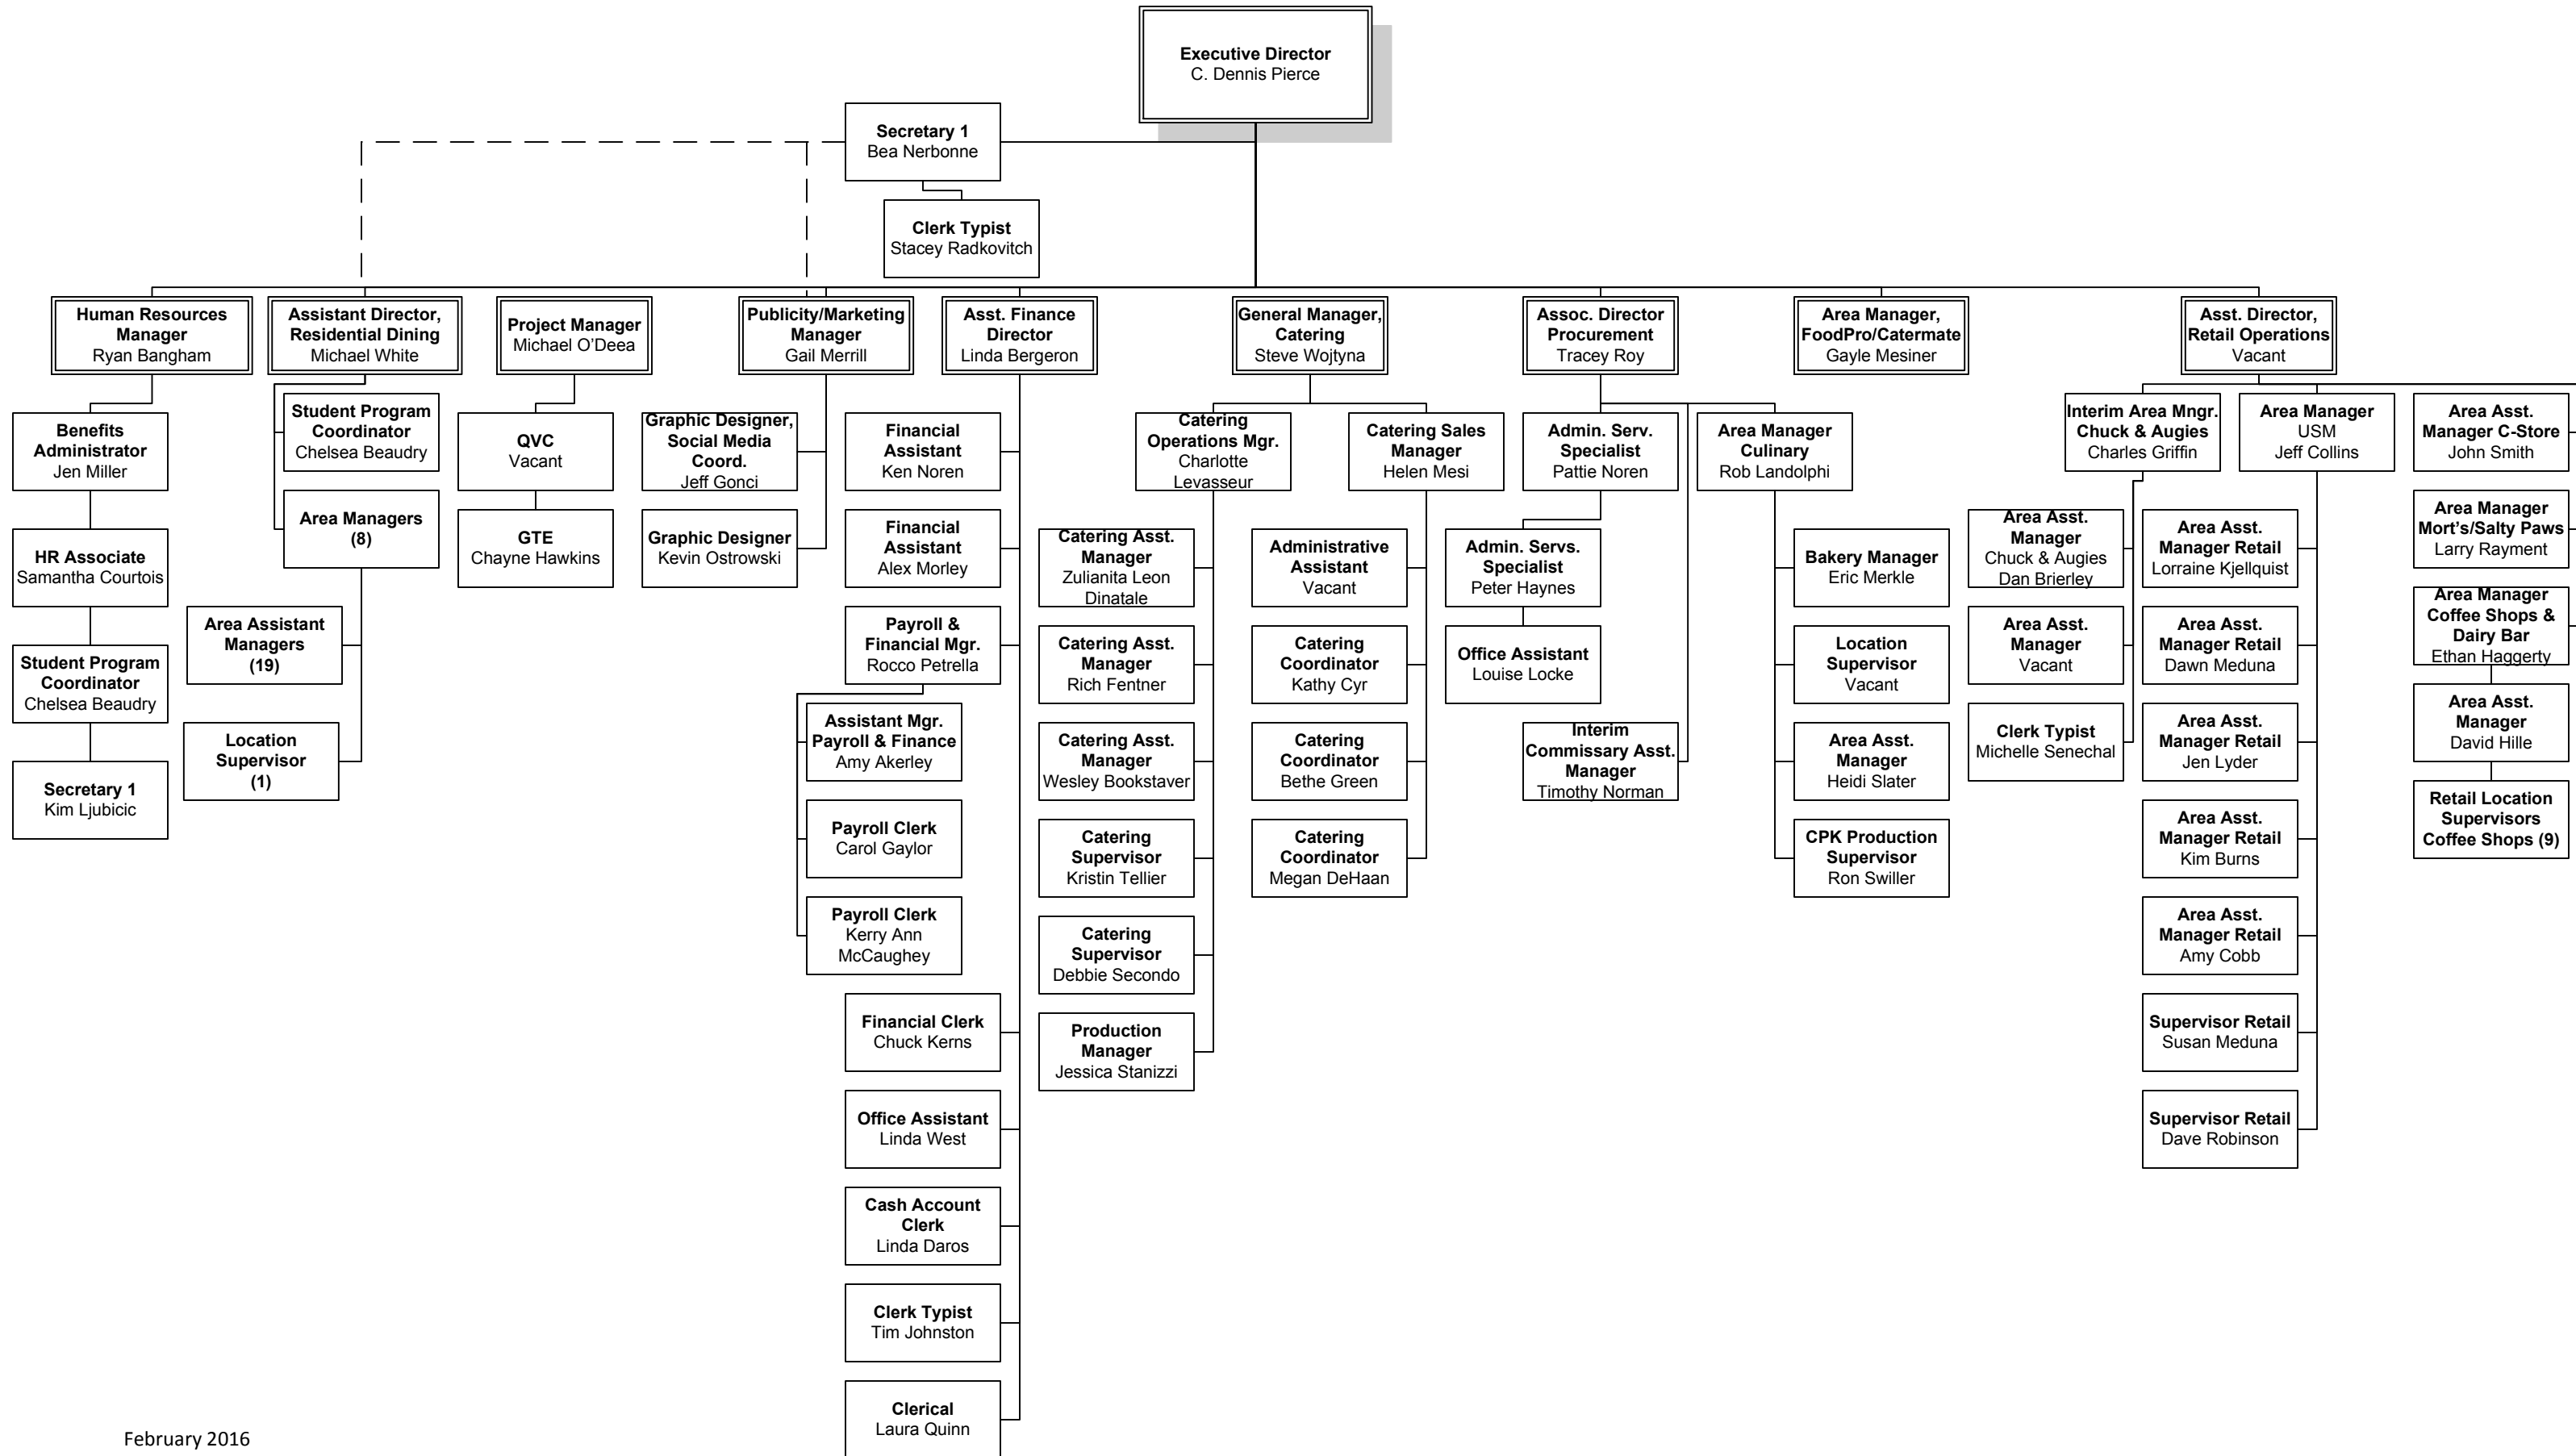 Executive Director
C. Dennis Pierce
Secretary 1
Bea Nerbonne
Clerk Typist
Stacey Radkovitch
Human Resources
Manager
Ryan Bangham
Assistant Director,
Residential Dining
Michael White
Project Manager
Michael O’Deea
Publicity/Marketing
Manager
Gail Merrill
Asst. Finance
Director
Linda Bergeron
General Manager,
Catering
Steve Wojtyna
Assoc. Director
Procurement
Tracey Roy
Area Manager,
FoodPro/Catermate
Gayle Mesiner
Asst. Director,
Retail Operations
Vacant
Benefits
Administrator
Jen Miller
HR Associate
Samantha Courtois
Student Program
Coordinator
Chelsea Beaudry
Secretary 1
Kim Ljubicic
Student Program
Coordinator
Chelsea Beaudry
Area Managers
(8)
Area Assistant
Managers
(19)
Location
Supervisor
(1)
QVC
Vacant
GTE
Chayne Hawkins
Graphic Designer,
Social Media
Coord.
Jeff Gonci
Graphic Designer
Kevin Ostrowski
Financial
Assistant
Ken Noren
Financial
Assistant
Alex Morley
Payroll &
Financial Mgr.
Rocco Petrella
Assistant Mgr.
Payroll & Finance
Amy Akerley
Payroll Clerk
Carol Gaylor
Payroll Clerk
Kerry Ann
McCaughey
Financial Clerk
Chuck Kerns
Office Assistant
Linda West
Cash Account
Clerk
Linda Daros
Clerk Typist
Tim Johnston
Clerical
Laura Quinn
Catering
Operations Mgr.
Charlotte
Levasseur
Catering Asst.
Manager
Zulianita Leon
Dinatale
Catering Asst.
Manager
Rich Fentner
Catering Asst.
Manager
Wesley Bookstaver
Catering
Supervisor
Kristin Tellier
Catering
Supervisor
Debbie Secondo
Production
Manager
Jessica Stanizzi
Catering Sales
Manager
Helen Mesi
Administrative
Assistant
Vacant
Catering
Coordinator
Kathy Cyr
Catering
Coordinator
Bethe Green
Catering
Coordinator
Megan DeHaan
Admin. Serv.
Specialist
Pattie Noren
Admin. Servs.
Specialist
Peter Haynes
Office Assistant
Louise Locke
Interim
Commissary Asst.
Manager
Timothy Norman
Area Manager
Culinary
Rob Landolphi
Bakery Manager
Eric Merkle
Location
Supervisor
Vacant
Area Asst.
Manager
Heidi Slater
CPK Production
Supervisor
Ron Swiller
Interim Area Mngr.
Chuck & Augies
Charles Griffin
Area Asst.
Manager
Chuck & Augies
Dan Brierley
Area Asst.
Manager
Vacant
Clerk Typist
Michelle Senechal
Area Manager
USM
Jeff Collins
Area Asst.
Manager Retail
Lorraine Kjellquist
Area Asst.
Manager Retail
Dawn Meduna
Area Asst.
Manager Retail
Jen Lyder
Area Asst.
Manager Retail
Kim Burns
Area Asst.
Manager Retail
Amy Cobb
Supervisor Retail
Susan Meduna
Supervisor Retail
Dave Robinson
Area Asst.
Manager C-Store
John Smith
Area Manager
Mort’s/Salty Paws
Larry Rayment
Area Manager
Coffee Shops &
Dairy Bar
Ethan Haggerty
Area Asst.
Manager
David Hille
Retail Location
Supervisors
Coffee Shops (9)
February 2016